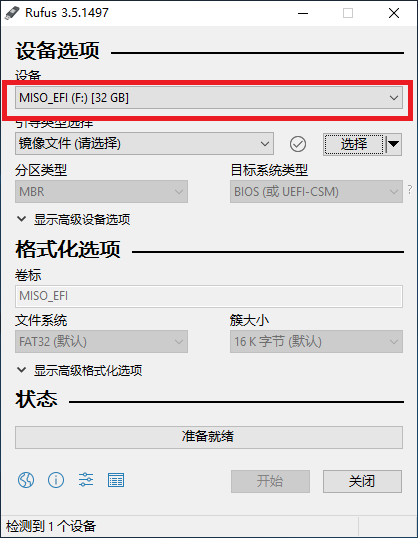 Rufus 3.5.1497
设备选项
设备
MISO_EFI (F:) [32 GB]
引导类型选择
镜像文件 (请选择)
选择
分区类型
目标系统类型
MBR
BIOS (或 UEFI-CSM)
?
显示高级设备选项
格式化选项
卷标
MISO_EFI
文件系统
簇大小
FAT32 (默认)
16 K 字节 (默认)
显示高级格式化选项
状态
准备就绪
开始
关闭
检测到 1 个设备